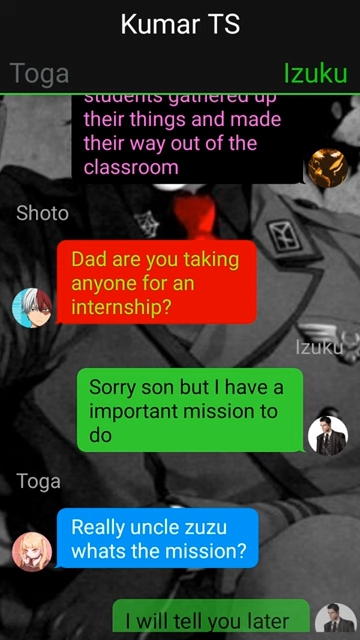 Kumar TS
Toga
Izuku
students gathered up
their things and made
their way out of the
classroom
Shoto
Dad are you taking
anyone for an
internship?
Izuku
Sorry son but I have a
important mission to
do
Toga
Really uncle zuzu
whats the mission?
I will tell you later